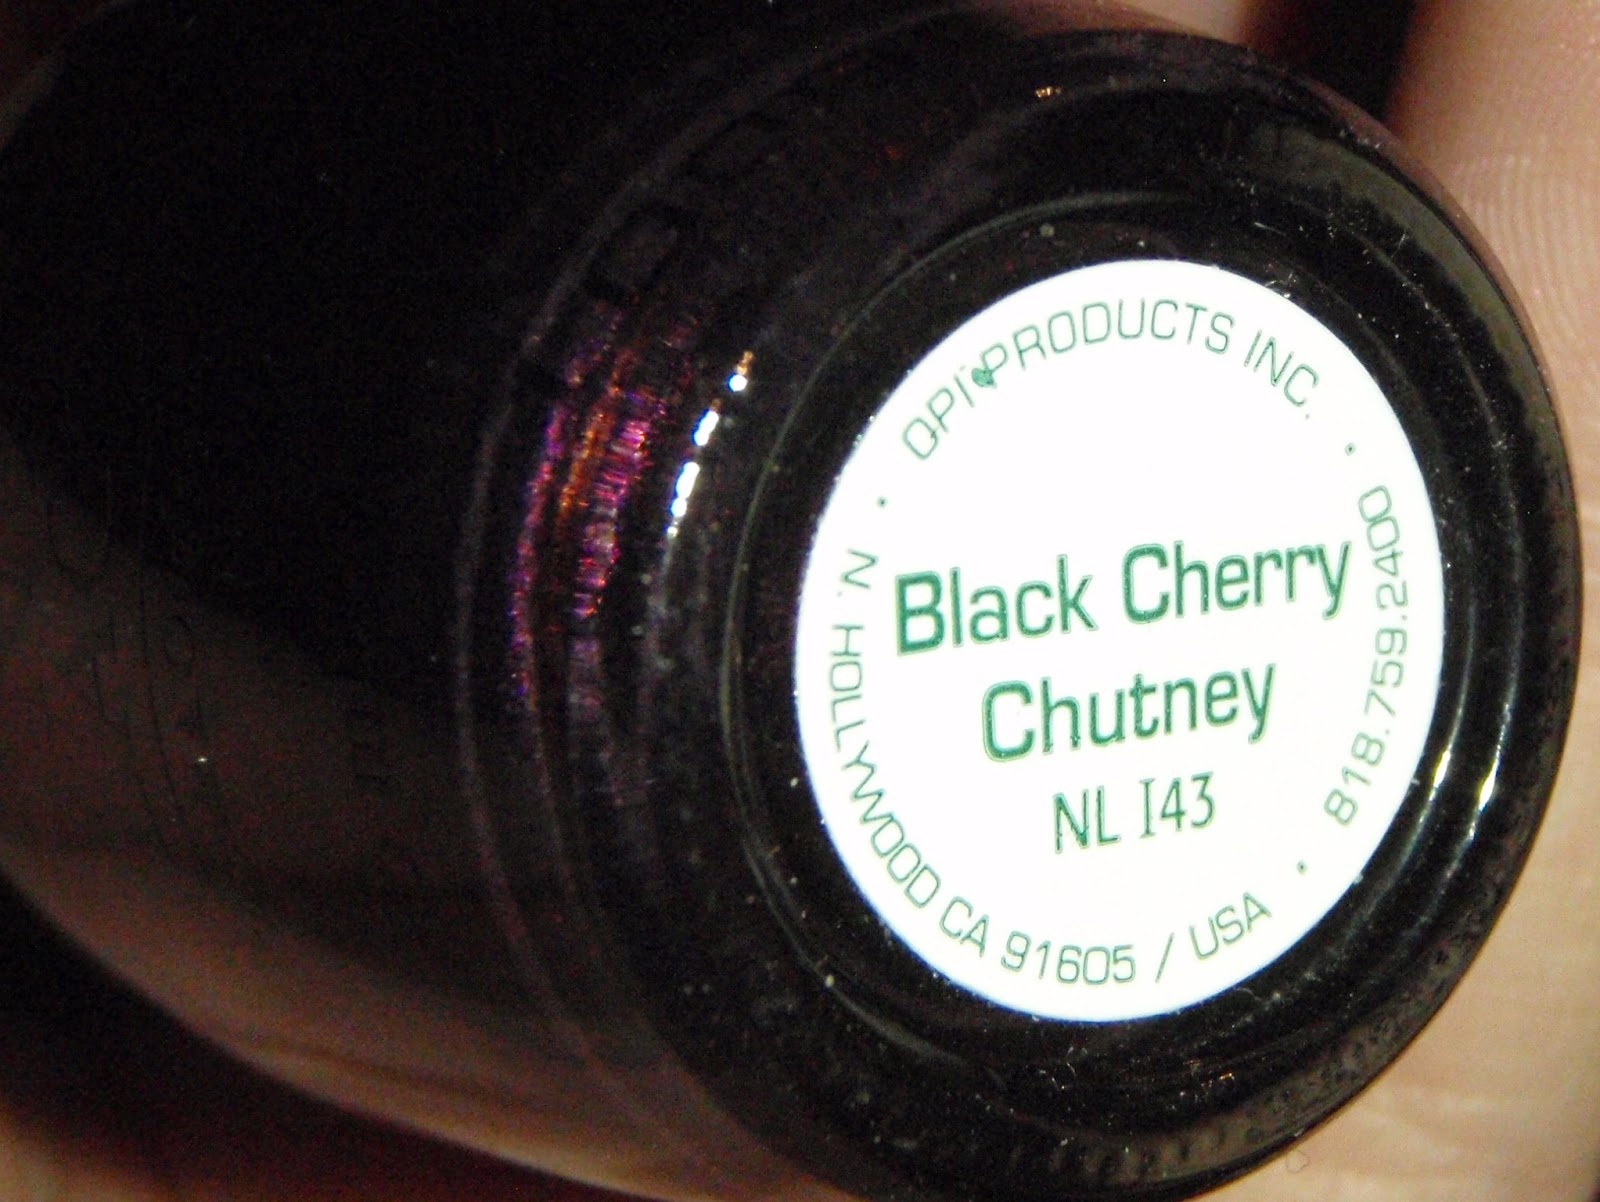 OPI PRODUCTS INC.
Black Cherry
Chutney
NL I43
N. HOLLYWOOD CA 91605 / USA
818.759.2400